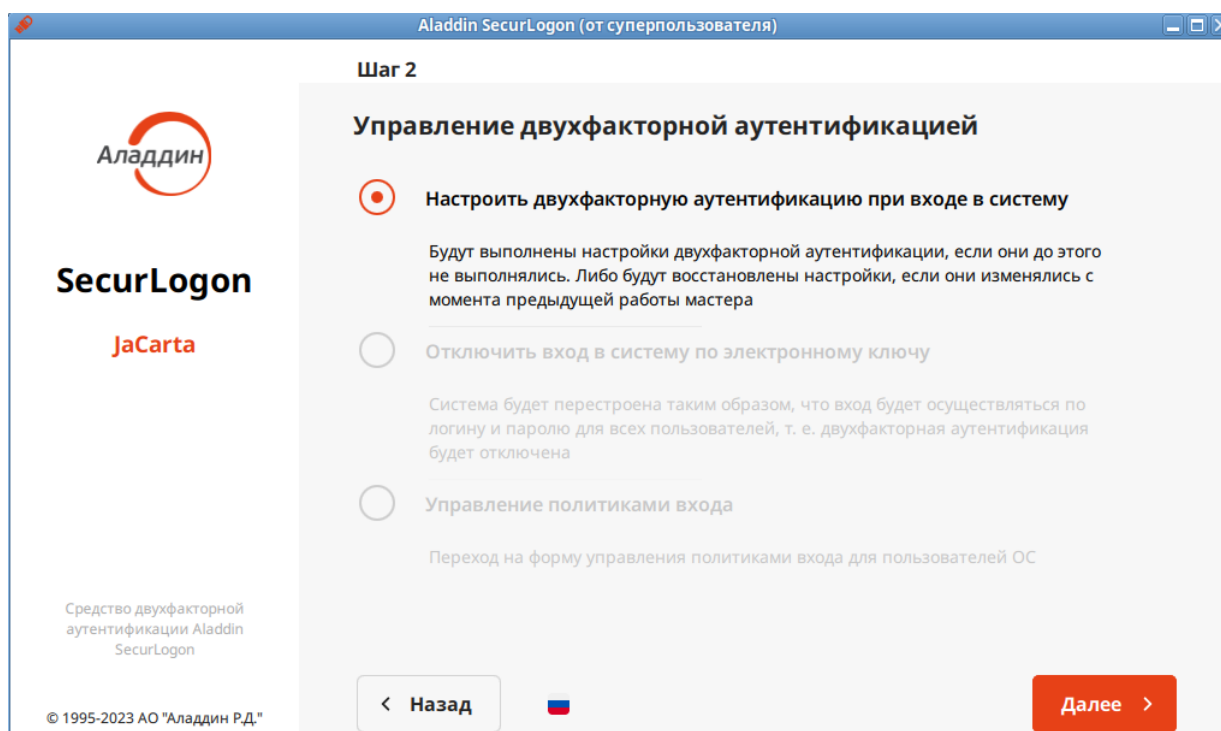 Aladdin SecurLogon (от суперпользователя)
Шаг 2
Аладдин
SecurLogon
JaCarta
Средство двухфакторной
аутентификации Aladdin
SecurLogon
© 1995-2023 АО "Аладдин Р.Д."
Управление двухфакторной аутентификацией
Настроить двухфакторную аутентификацию при входе в систему
Будут выполнены настройки двухфакторной аутентификации, если они до этого
не выполнялись. Либо будут восстановлены настройки, если они изменялись с
момента предыдущей работы мастера
Отключить вход в систему по электронному ключу
Система будет перестроена таким образом, что вход будет осуществляться по
логину и паролю для всех пользователей, т. е. двухфакторная аутентификация
будет отключена
Управление политиками входа
Переход на форму управления политиками входа для пользователей ОС
Назад
Далее